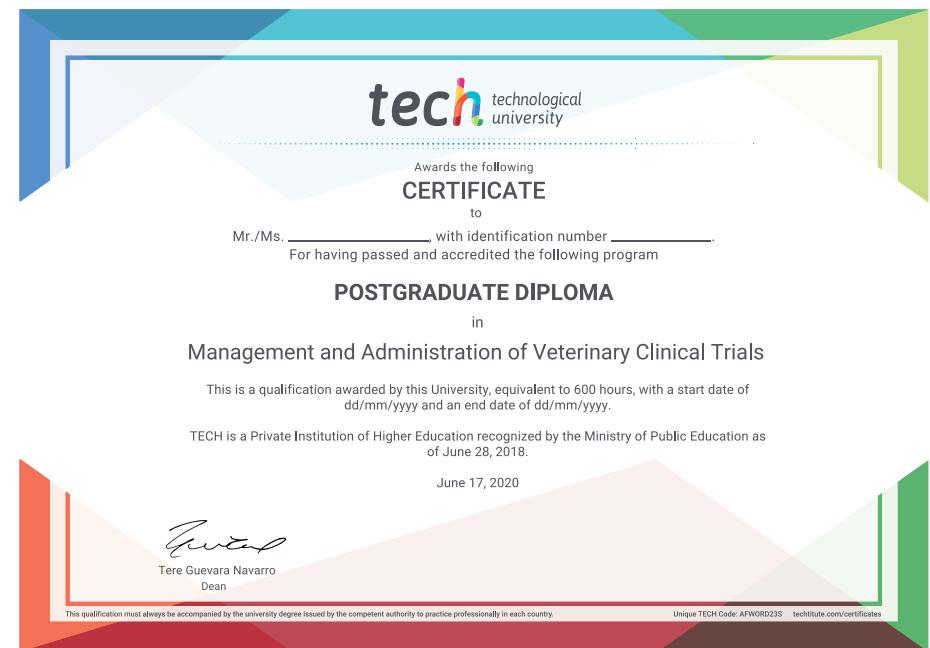 tech technological
university
Awards the following
CERTIFICATE
to
Mr./Ms. ____________________, with identification number ______________.
For having passed and accredited the following program
POSTGRADUATE DIPLOMA
in
Management and Administration of Veterinary Clinical Trials
This is a qualification awarded by this University, equivalent to 600 hours, with a start date of
dd/mm/yyyy and an end date of dd/mm/yyyy.
TECH is a Private Institution of Higher Education recognized by the Ministry of Public Education as
of June 28, 2018.
June 17, 2020
Tere Guevara Navarro
Dean
This qualification must always be accompanied by the university degree issued by the competent authority to practice professionally in each country.
Unique TECH Code: AFWORD23S techtitute.com/certificates